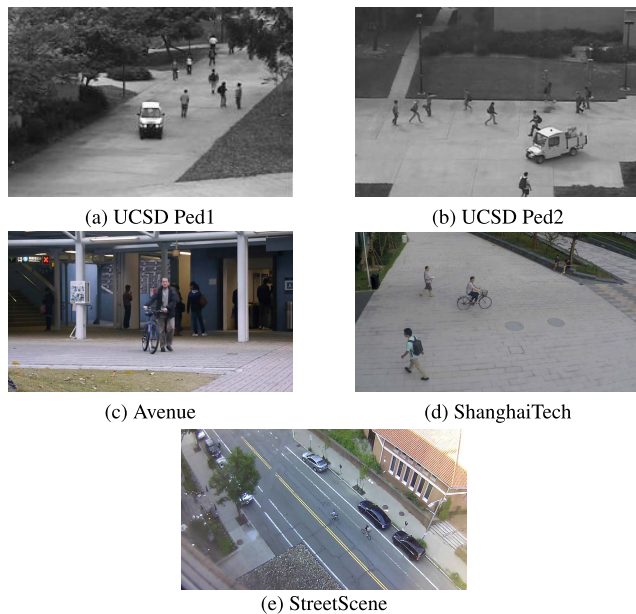 (a) UCSD Ped1
(b) UCSD Ped2
(c) Avenue
(d) ShanghaiTech
(e) StreetScene